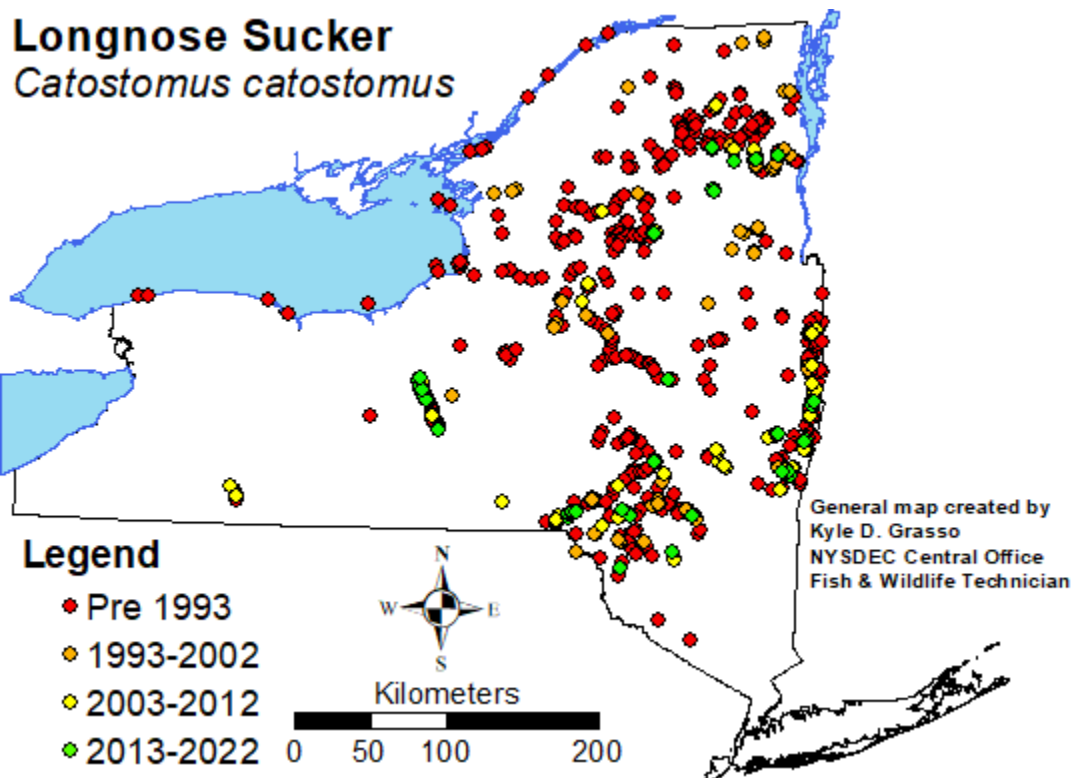 Longnose Sucker
Catostomus catostomus
General map created by
Kyle D. Grasso
NYSDEC Central Office
Fish & Wildlife Technician
Legend
Pre 1993
1993-2002
2003-2012
2013-2022
N
W E
S
Kilometers
0 50 100 200